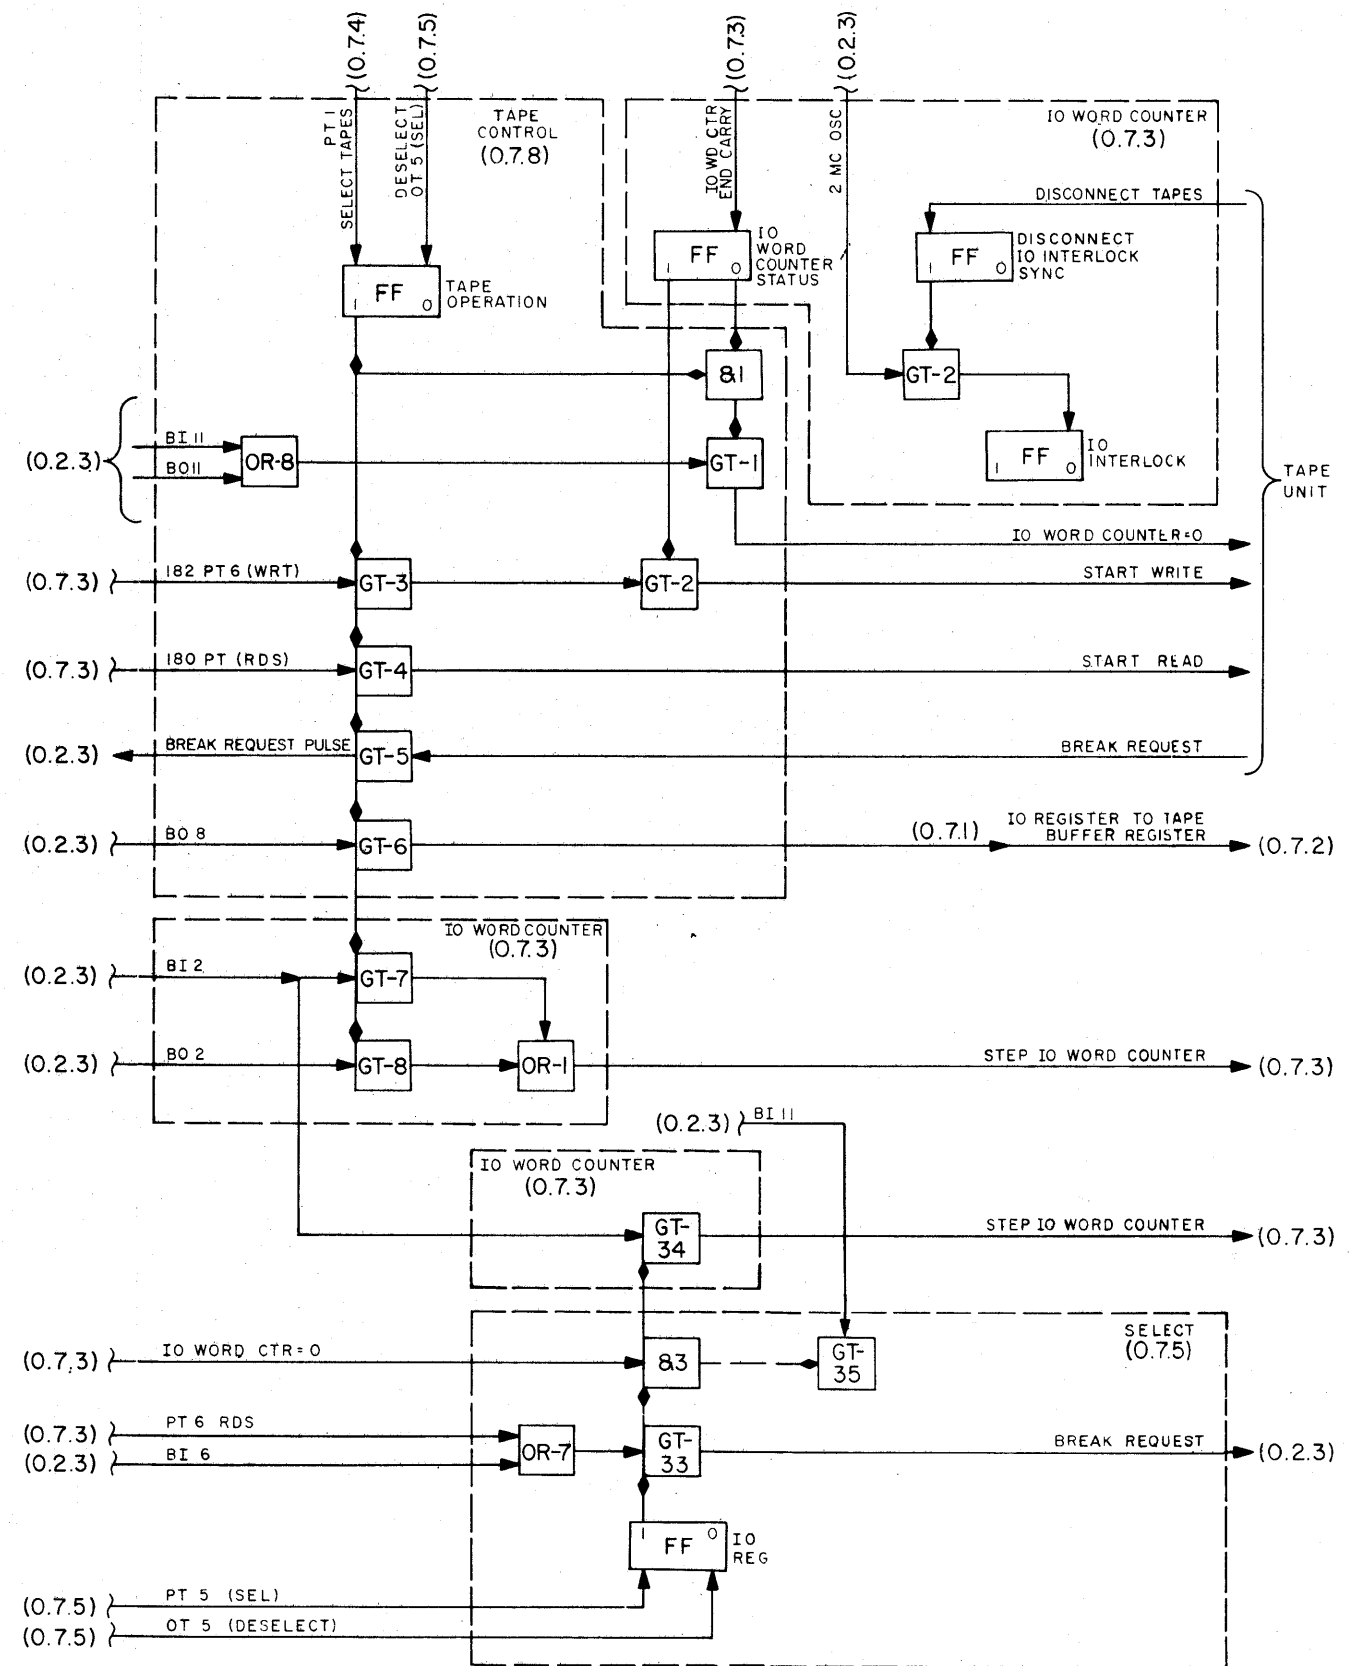 (0.7.4)
(0.7.5)
(0.7.3)
(0.2.3)
PT 1
SELECT TAPES
DESELECT
OT 5 (SEL)
TAPE
CONTROL
(0.7.8)
IO WD CTR
END CARRY
2 MC OSC
IO WORD COUNTER
(0.7.3)
DISCONNECT TAPES
FF
1
0
IO
WORD
COUNTER
STATUS
FF
1
0
DISCONNECT
IO INTERLOCK
SYNC
FF
1
0
TAPE
OPERATION
&1
GT-2
(0.2.3)
BI 11
BO 11
OR-8
GT-1
FF
1
0
IO
INTERLOCK
TAPE
UNIT
IO WORD COUNTER=0
(0.7.3)
182 PT 6 (WRT)
GT-3
GT-2
START WRITE
(0.7.3)
180 PT (RDS)
GT-4
START READ
(0.2.3)
BREAK REQUEST PULSE
GT-5
BREAK REQUEST
(0.2.3)
BO 8
GT-6
(0.7.1)
IO REGISTER TO TAPE
BUFFER REGISTER
(0.7.2)
IO WORD COUNTER
(0.7.3)
(0.2.3)
BI 2
GT-7
(0.2.3)
BO 2
GT-8
OR-1
STEP IO WORD COUNTER
(0.7.3)
(0.2.3)
BI 11
IO WORD COUNTER
(0.7.3)
GT-
34
STEP IO WORD COUNTER
(0.7.3)
SELECT
(0.7.5)
(0.7.3)
IO WORD CTR=0
&3
GT-
35
(0.7.3)
PT 6 RDS
(0.2.3)
BI 6
OR-7
GT-
33
BREAK REQUEST
(0.2.3)
1
FF
0
IO
REG
(0.7.5)
PT 5 (SEL)
(0.7.5)
OT 5 (DESELECT)